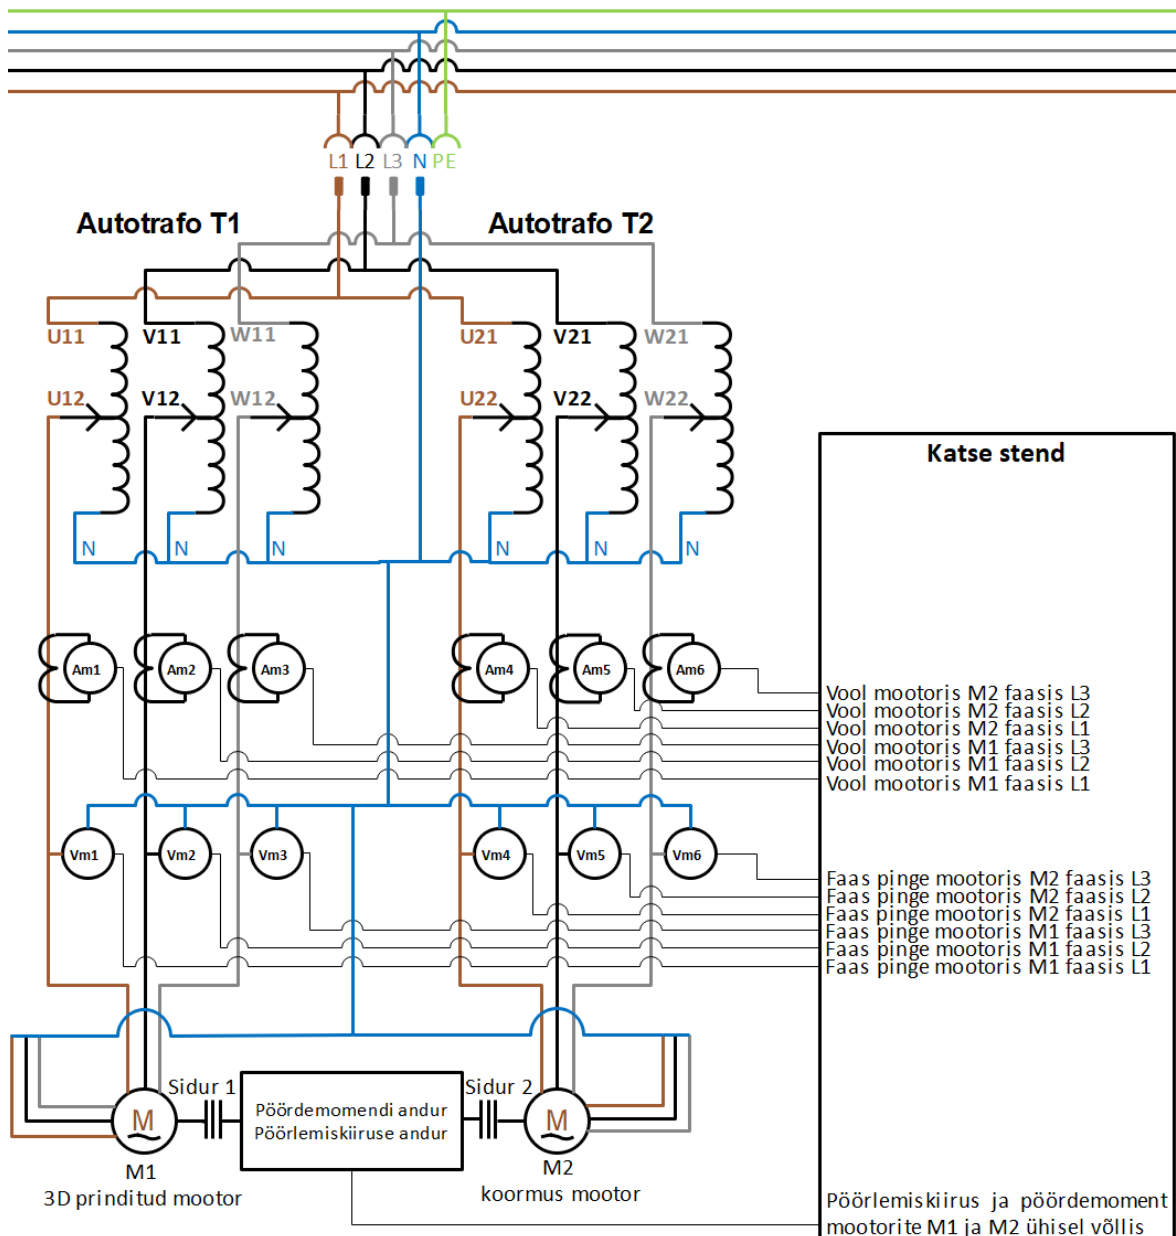 L1 L2 L3 N PE
Autotrafo T1
Autotrafo T2
U11 V11 W11
U21 V21 W21
U12 V12 W12
U22 V22 W22
Katse stend
N N N N N N
Am1 Am2 Am3 Am4 Am5 Am6
Vool mootoris M2 faasis L3
Vool mootoris M2 faasis L2
Vool mootoris M2 faasis L1
Vool mootoris M1 faasis L3
Vool mootoris M1 faasis L2
Vool mootoris M1 faasis L1
Vm1 Vm2 Vm3 Vm4 Vm5 Vm6
Faas pinge mootoris M2 faasis L3
Faas pinge mootoris M2 faasis L2
Faas pinge mootoris M2 faasis L1
Faas pinge mootoris M1 faasis L3
Faas pinge mootoris M1 faasis L2
Faas pinge mootoris M1 faasis L1
Sidur 1
Sidur 2
M
Pöördemomendi andur
Pöörlemiskiiruse andur
M
M1
3D prinditud mootor
M2
koormus mootor
Pöörlemiskiirus ja pöördemoment
mootorite M1 ja M2 ühisel võllis